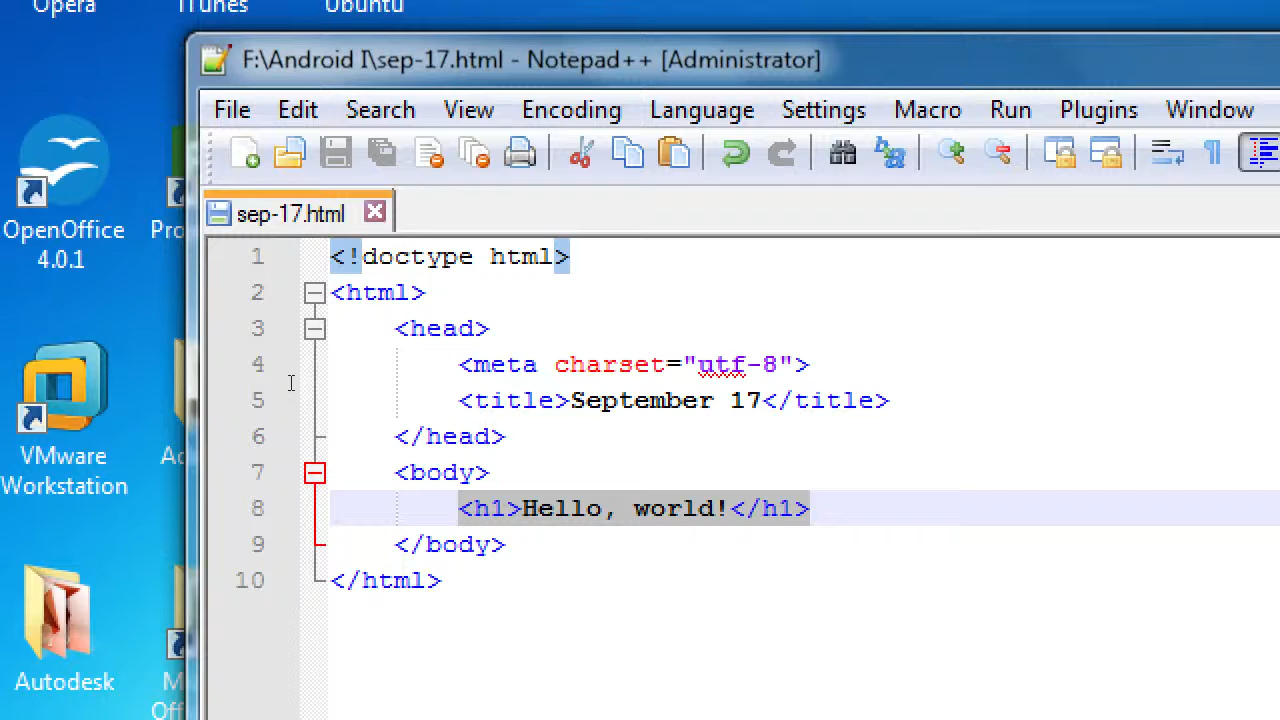 Opera iTunes Ubuntu
F:\Android I\sep-17.html - Notepad++ [Administrator]
File Edit Search View Encoding Language Settings Macro Run Plugins Window
sep-17.html
OpenOffice
4.0.1
VMware
Workstation
Autodesk
1 <!doctype html>
2 <html>
3 <head>
4 <meta charset="utf-8">
5 <title>September 17</title>
6 </head>
7 <body>
8 <h1>Hello, world!</h1>
9 </body>
10 </html>